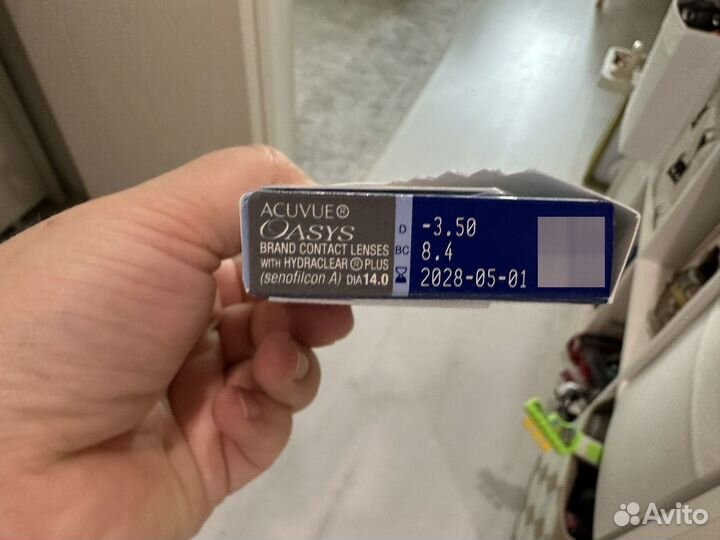 ACUVUE®
OASYS
BRAND CONTACT LENSES
WITH HYDRACLEAR ® PLUS
(senofilcon A) DIA 14.0
D -3.50
BC 8.4
2028-05-01
Avito